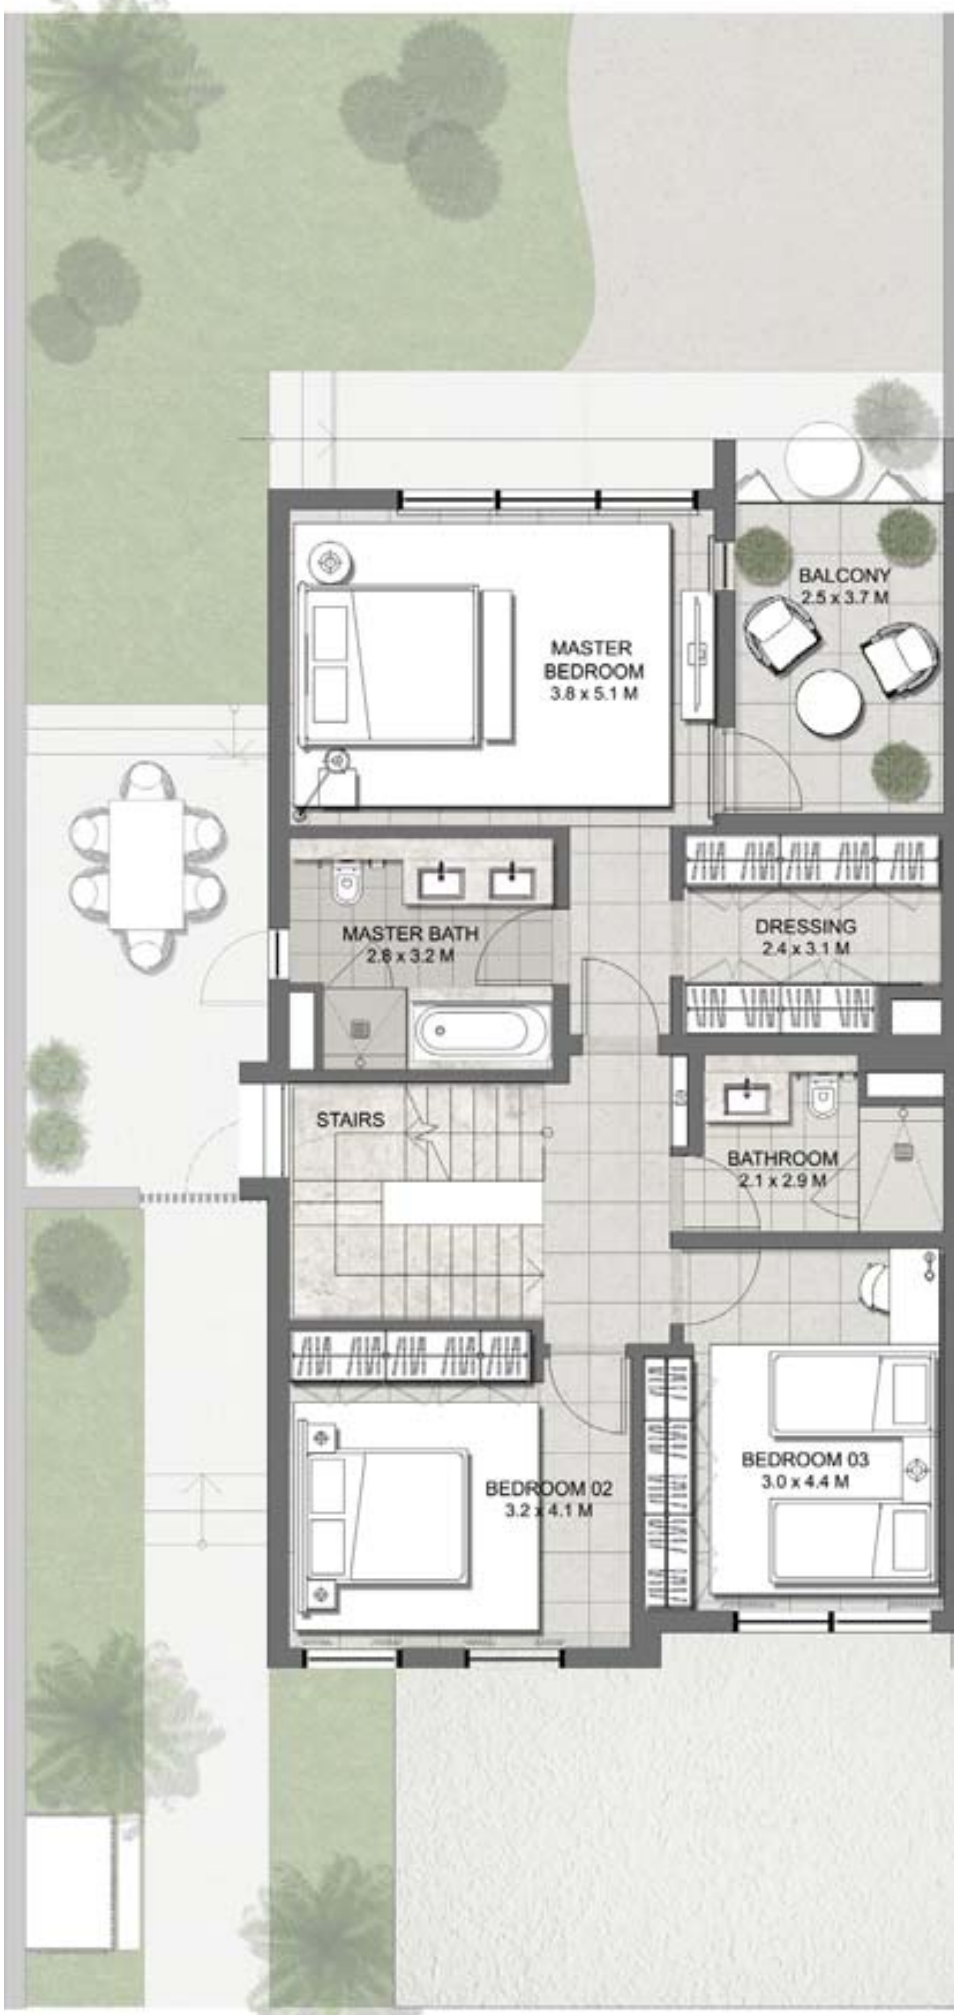 BALCONY
2.5 x 3.7 M
MASTER
BEDROOM
3.8 x 5.1 M
MASTER BATH
2.8 x 3.2 M
DRESSING
2.4 x 3.1 M
STAIRS
BATHROOM
2.1 x 2.9 M
BEDROOM 02
3.2 x 4.1 M
BEDROOM 03
3.0 x 4.4 M